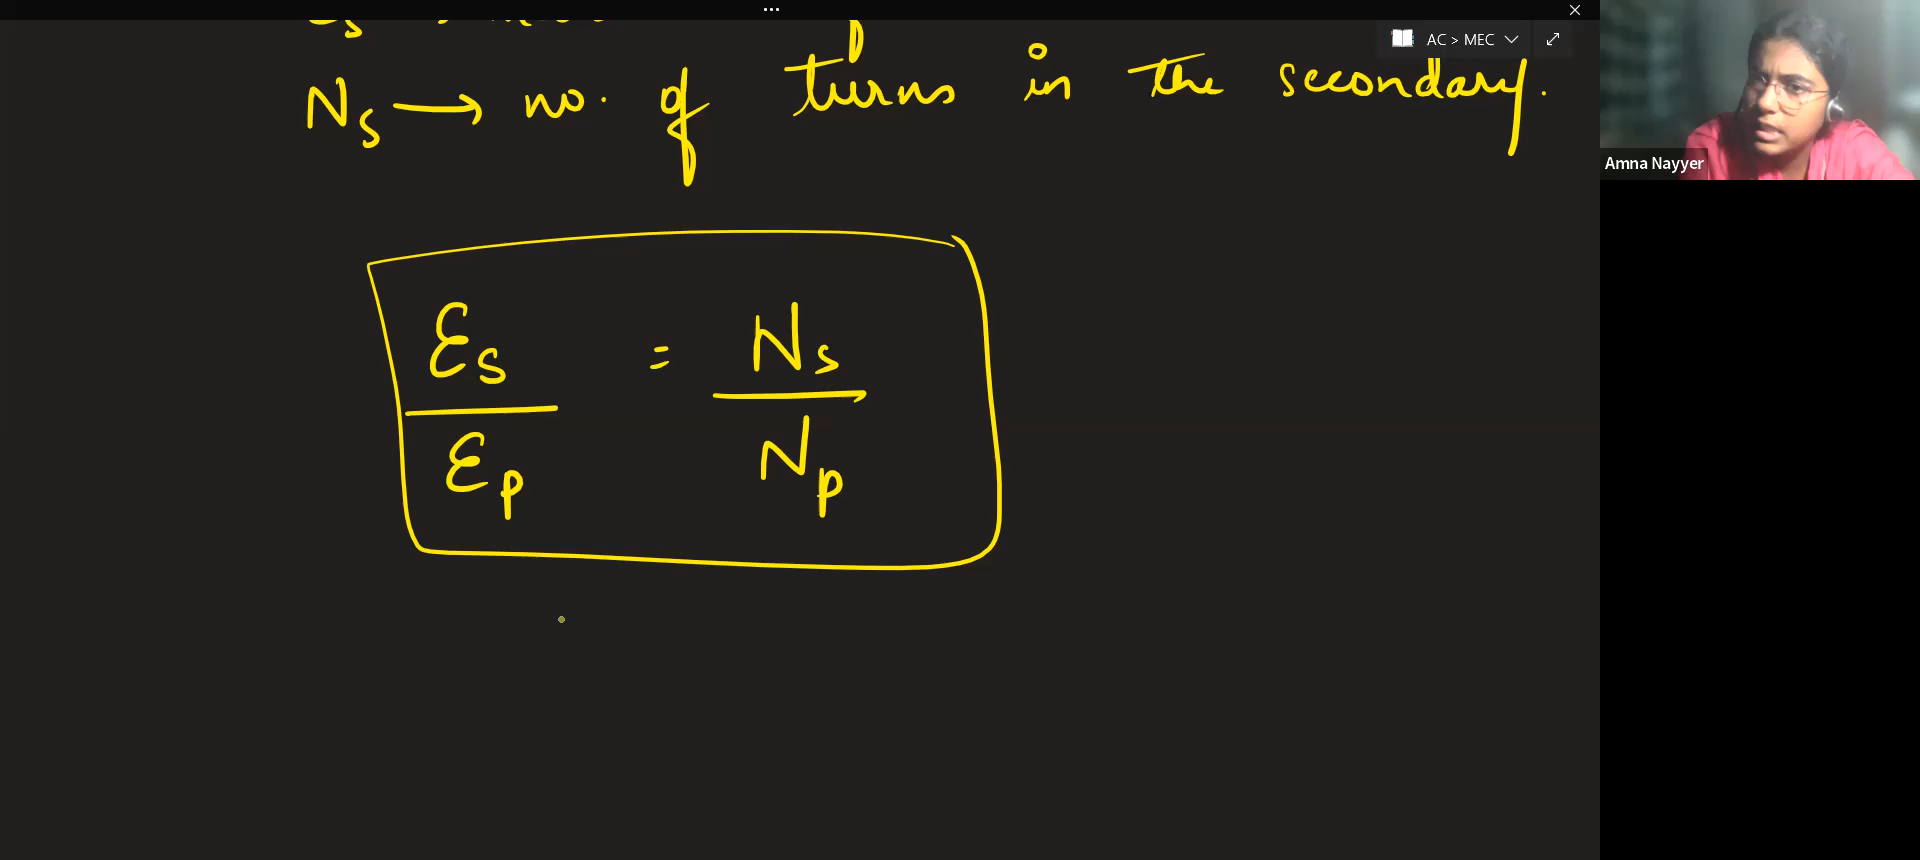 AC > MEC
Ns → no. of turns in the secondary.
Amna Nayyer
Es = Ns
Ep Np